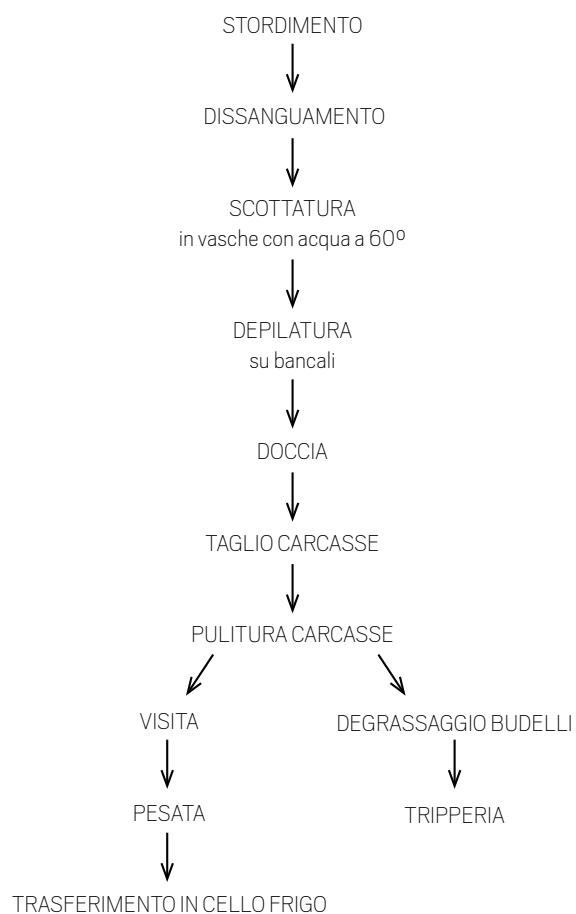 STORDIMENTO
DISSANGUAMENTO
SCOTTATURA
in vasche con acqua a 60º
DEPILATURA
su bancali
DOCCIA
TAGLIO CARCASSE
PULITURA CARCASSE
VISITA
DEGRASSAGGIO BUDELLI
PESATA
TRIPPERIA
TRASFERIMENTO IN CELLO FRIGO